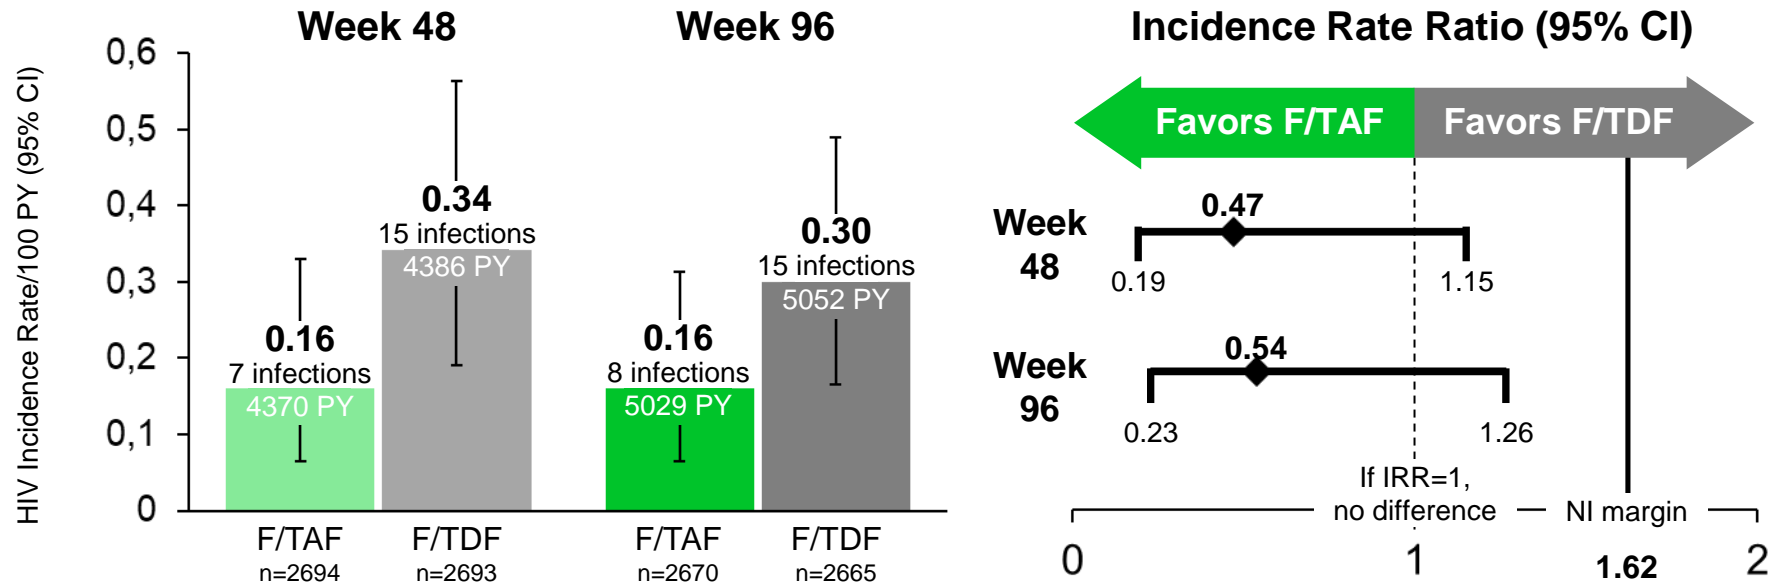 Week 48
Week 96
Incidence Rate Ratio (95% CI)
HIV Incidence Rate/100 PY (95% CI)
0,6
0,5
0,4
0,3
0,2
0,1
0
0.16
7 infections
4370 PY
0.34
15 infections
4386 PY
0.16
8 infections
5029 PY
0.30
15 infections
5052 PY
F/TAF
n=2694
F/TDF
n=2693
F/TAF
n=2670
F/TDF
n=2665
Favors F/TAF
Favors F/TDF
Week
48
0.47
0.19
1.15
Week
96
0.54
0.23
1.26
If IRR=1,
no difference
NI margin
0
1
1.62
2